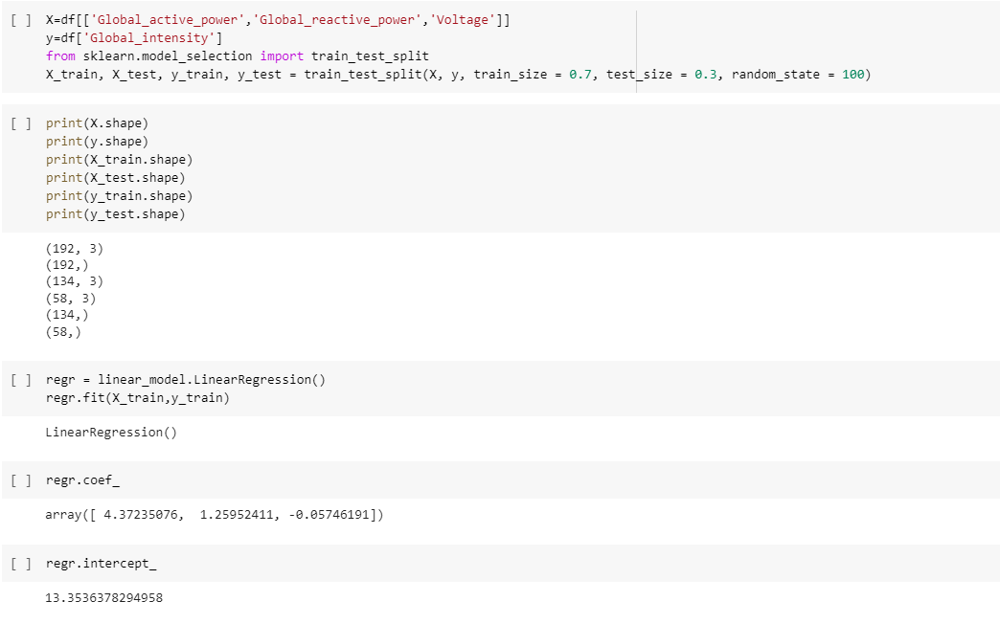 [ ] X=df[['Global_active_power','Global_reactive_power','Voltage']]
y=df['Global_intensity']
from sklearn.model_selection import train_test_split
X_train, X_test, y_train, y_test = train_test_split(X, y, train_size = 0.7, test_size = 0.3, random_state = 100)
[ ] print(X.shape)
print(y.shape)
print(X_train.shape)
print(X_test.shape)
print(y_train.shape)
print(y_test.shape)
(192, 3)
(192,)
(134, 3)
(58, 3)
(134,)
(58,)
[ ] regr = linear_model.LinearRegression()
regr.fit(X_train,y_train)
LinearRegression()
[ ] regr.coef_
array([ 4.37235076,  1.25952411, -0.05746191])
[ ] regr.intercept_
13.3536378294958